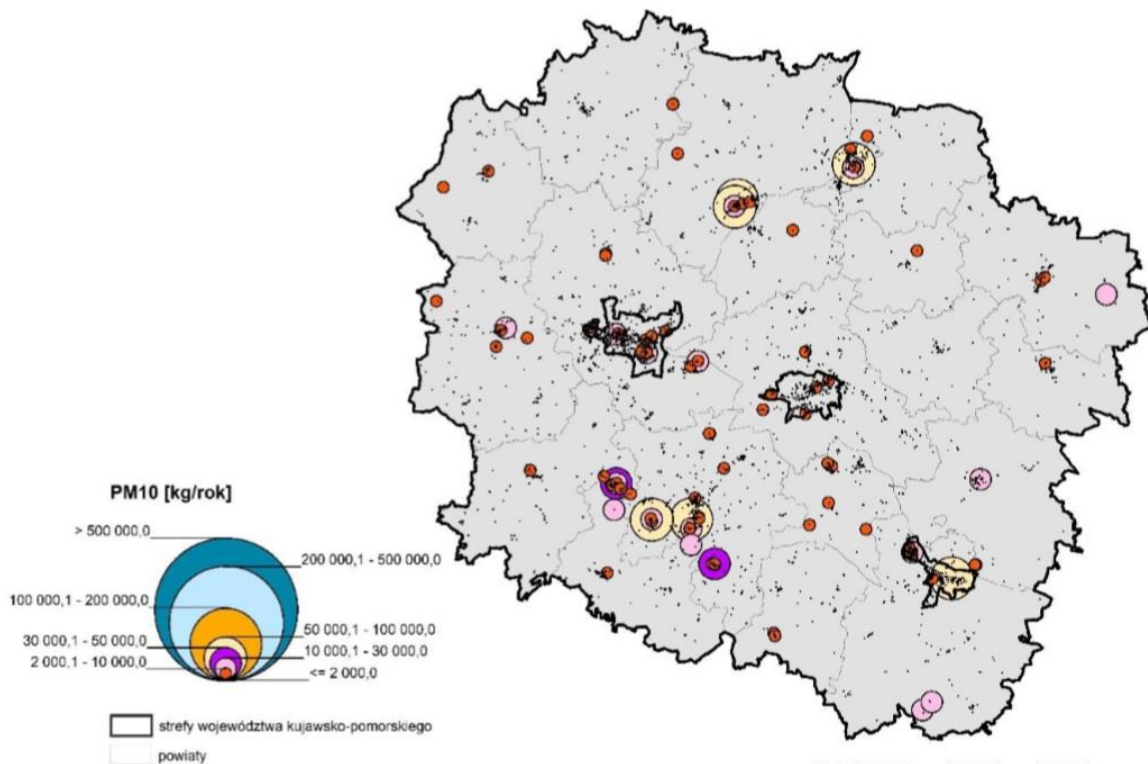 PM10 [kg/rok]
> 500 000,0
200 000,1 - 500 000,0
100 000,1 - 200 000,0
50 000,1 - 100 000,0
30 000,1 - 50 000,0
10 000,1 - 30 000,0
2 000,1 - 10 000,0
<= 2 000,0
strefy województwa kujawsko-pomorskiego
powiaty